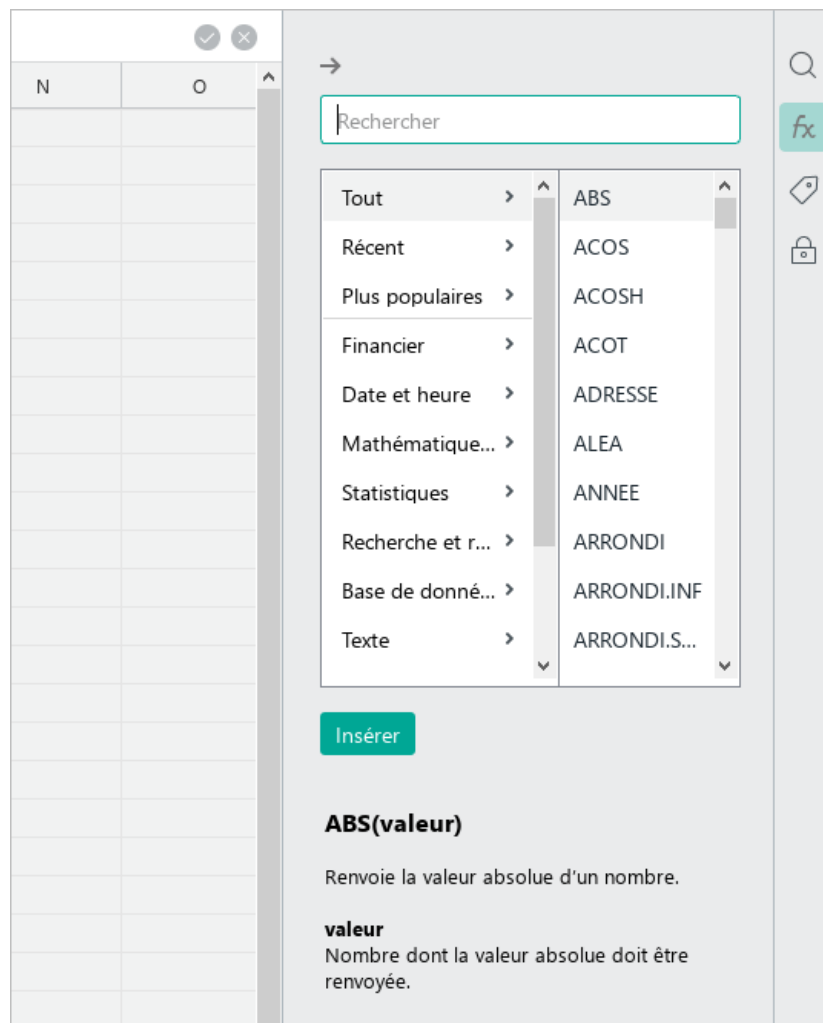 N
O
Rechercher
Tout
Récent
Plus populaires
Financier
Date et heure
Mathématique...
Statistiques
Recherche et r...
Base de donné...
Texte
ABS
ACOS
ACOSH
ACOT
ADRESSE
ALEA
ANNEE
ARRONDI
ARRONDI.INF
ARRONDI.S...
fx
Insérer
ABS(valeur)
Renvoie la valeur absolue d'un nombre.
valeur
Nombre dont la valeur absolue doit être
renvoyée.